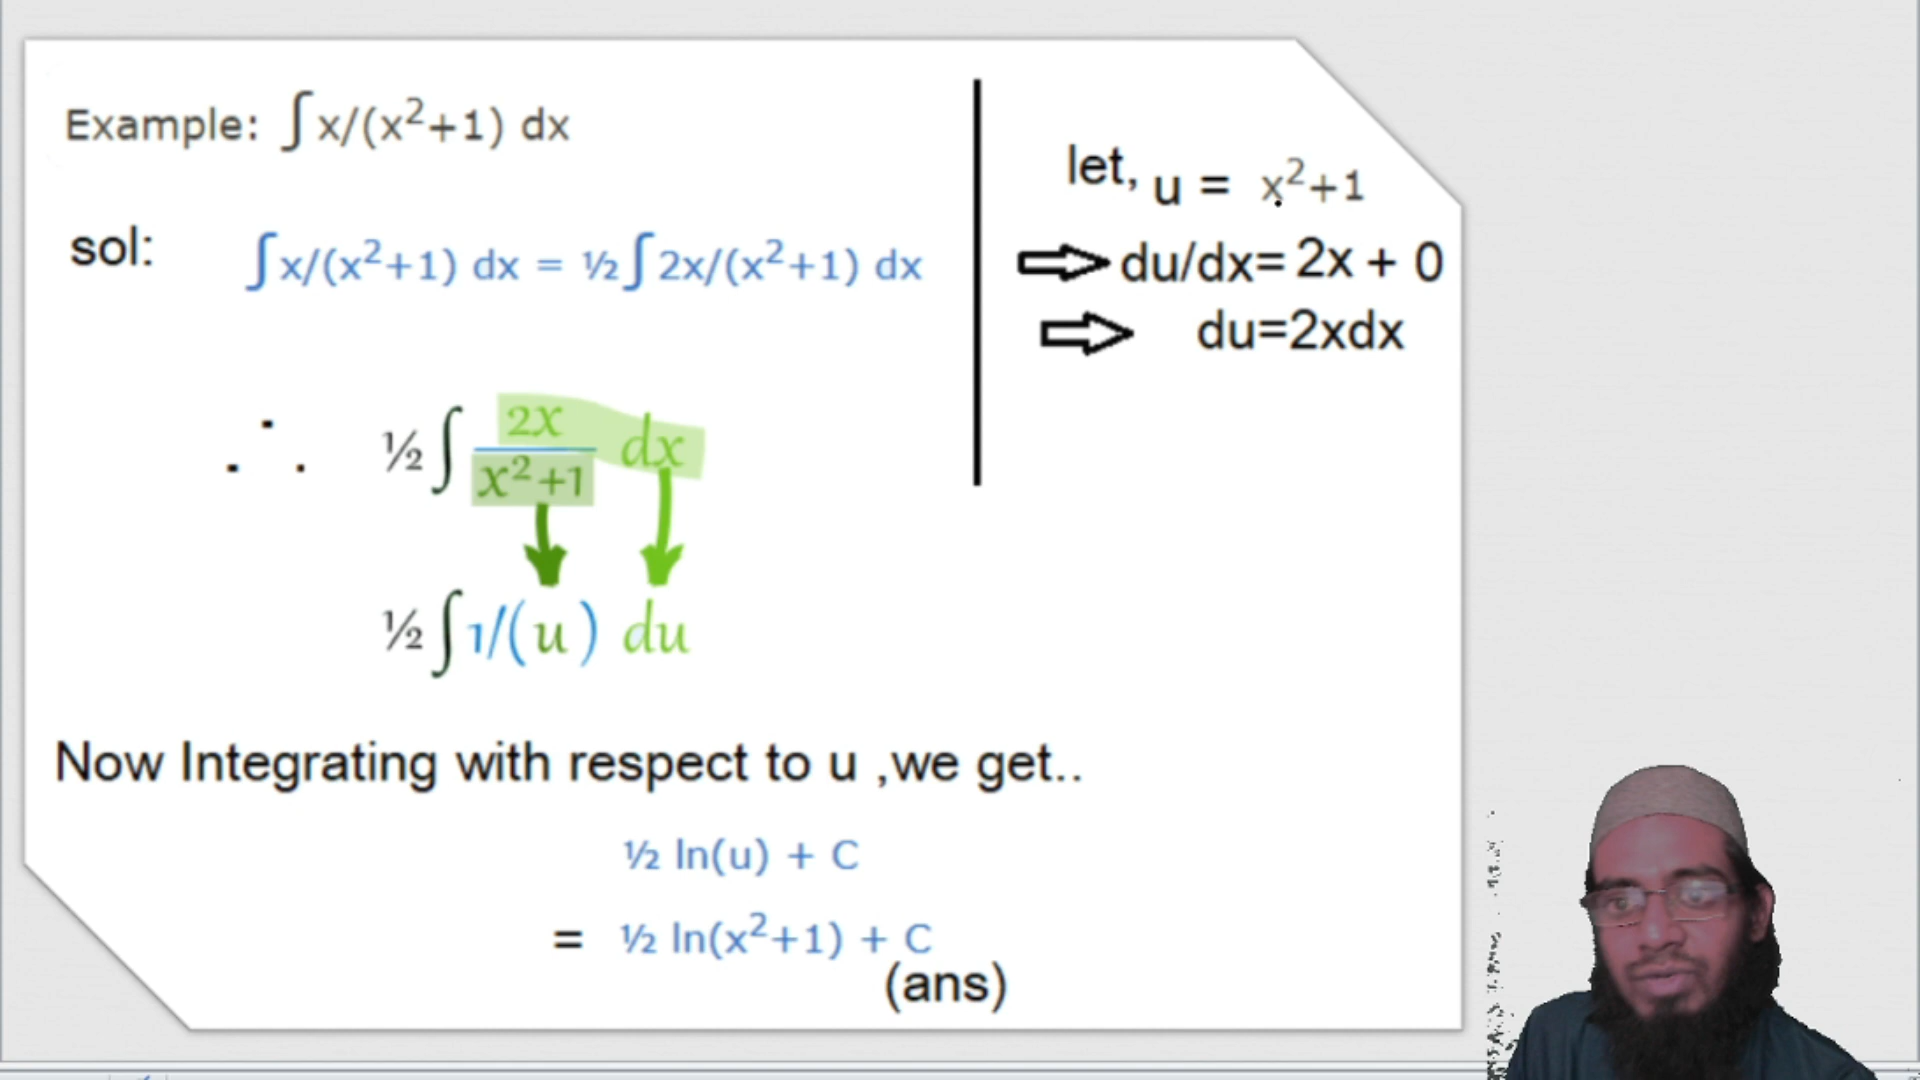 Example: ∫x/(x²+1) dx
sol: ∫x/(x²+1) dx = ½∫2x/(x²+1) dx
let, u = x²+1
⇨ du/dx= 2x + 0
⇨ du=2xdx
∴ ½∫ 2x/x²+1 dx
½∫1/(u) du
Now Integrating with respect to u ,we get..
½ ln(u) + C
= ½ ln(x²+1) + C
(ans)